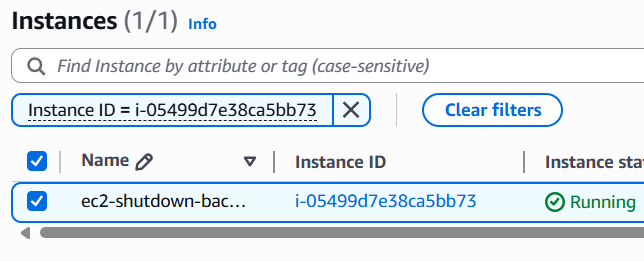 Instances (1/1) Info
Find Instance by attribute or tag (case-sensitive)
Instance ID = i-05499d7e38ca5bb73 Clear filters
Name Instance ID Instance sta
ec2-shutdown-bac... i-05499d7e38ca5bb73 Running